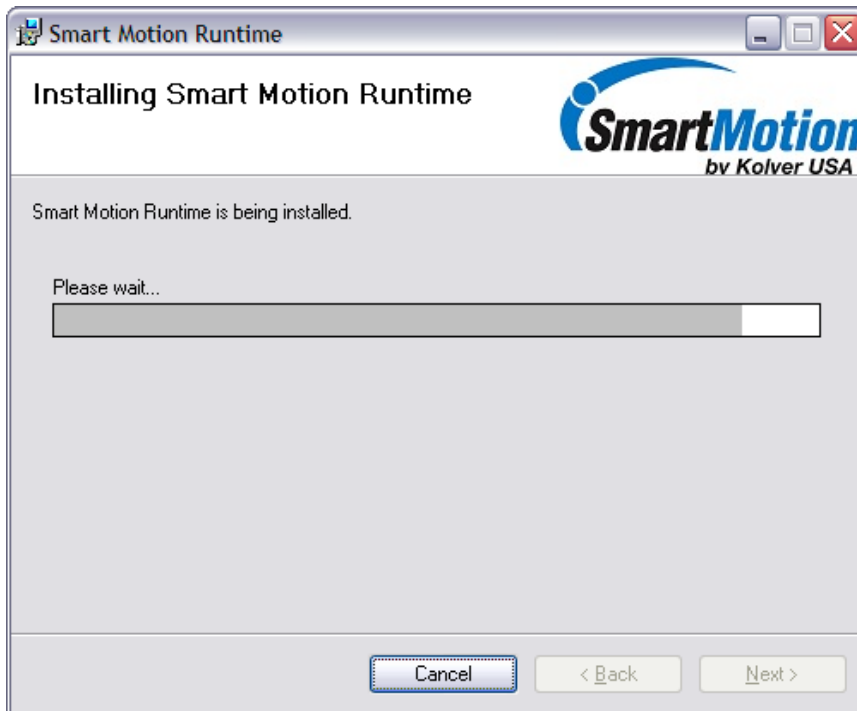 Smart Motion Runtime
Installing Smart Motion Runtime
SmartMotion
by Kolver USA
Smart Motion Runtime is being installed.
Please wait...
Cancel
< Back
Next >